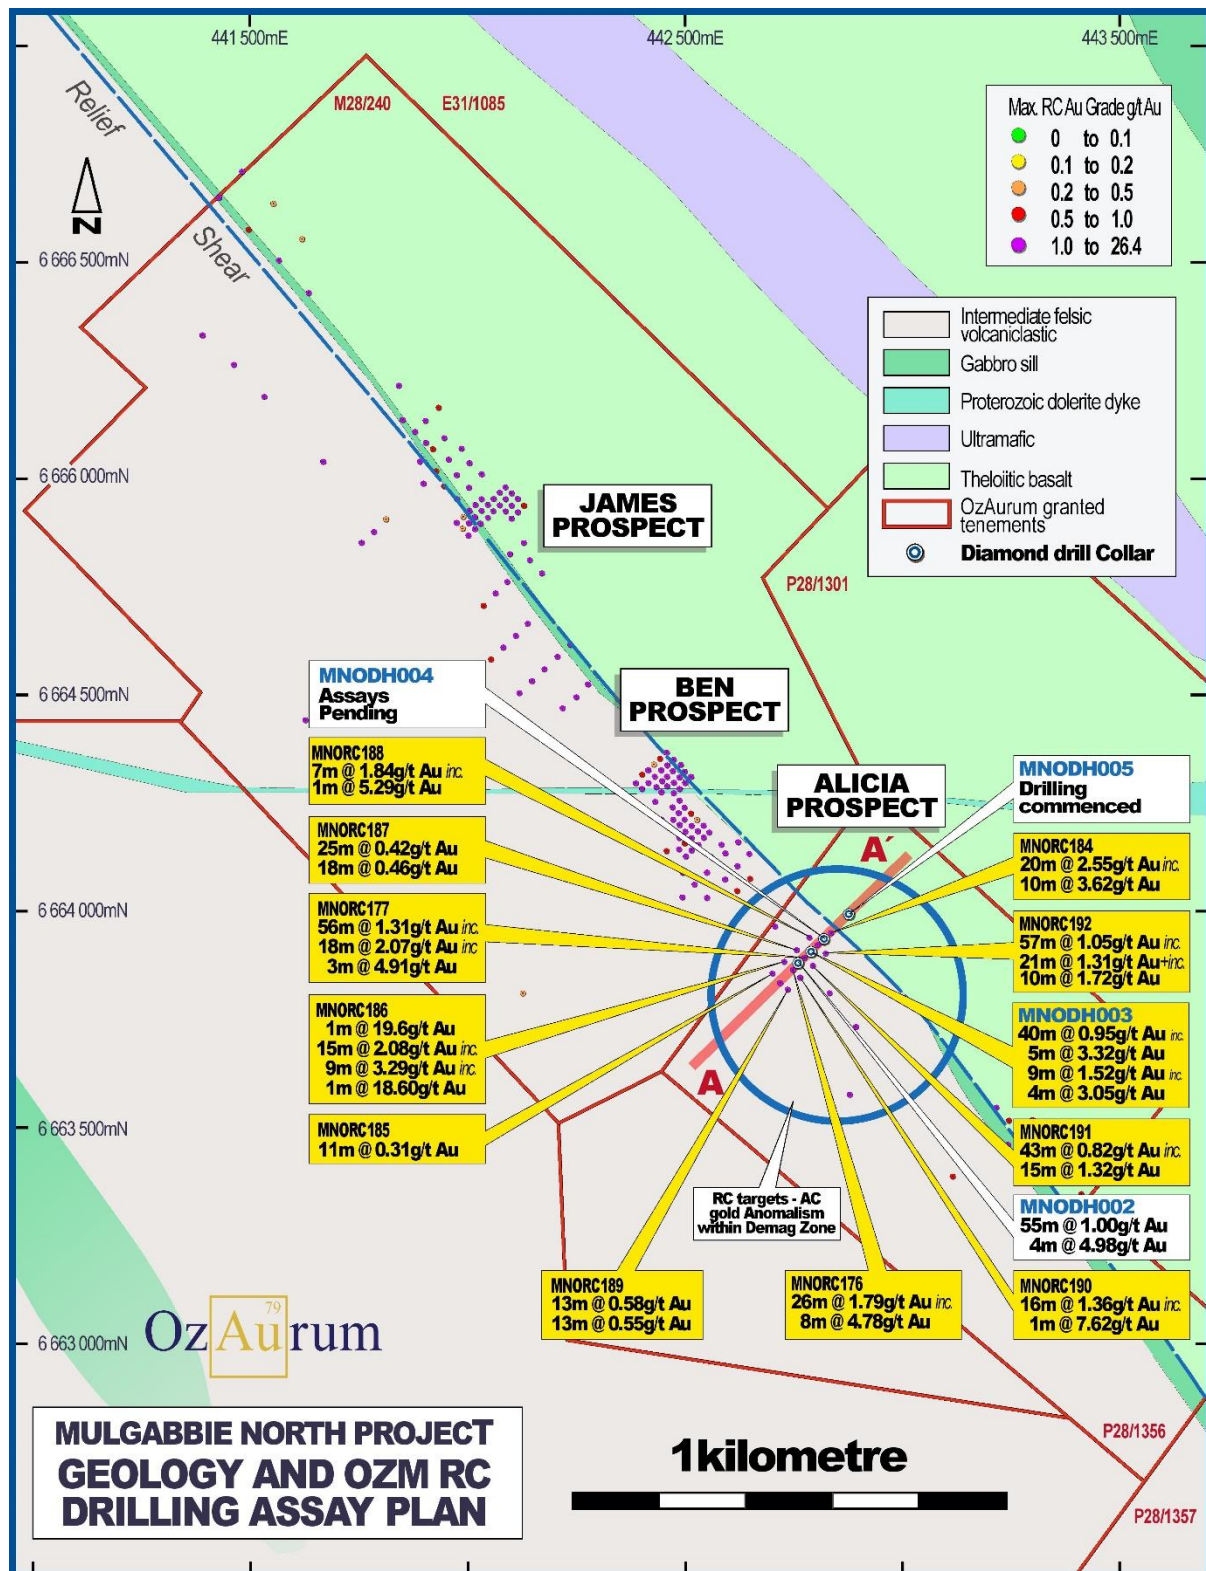 441 500mE
442 500mE
443 500mE
Relief
Shear
M28/240
E31/1085
N
Max. RC Au Grade g/t Au
0 to 0.1
0.1 to 0.2
0.2 to 0.5
0.5 to 1.0
1.0 to 26.4
6 666 500mN
Intermediate felsic
volcaniclastic
Gabbro sill
Proterozoic dolerite dyke
Ultramafic
Theloiitic basalt
OzAurum granted
tenements
Diamond drill Collar
6 666 000mN
JAMES
PROSPECT
P28/1301
6 664 500mN
MNODH004
Assays
Pending
BEN
PROSPECT
MNORC188
7m @ 1.84g/t Au inc.
1m @ 5.29g/t Au
ALICIA
PROSPECT
MNODH005
Drilling
commenced
MNORC187
25m @ 0.42g/t Au
18m @ 0.46g/t Au
A´
MNORC184
20m @ 2.55g/t Au inc.
10m @ 3.62g/t Au
6 664 000mN
MNORC177
56m @ 1.31g/t Au inc
18m @ 2.07g/t Au inc
3m @ 4.91g/t Au
MNORC192
57m @ 1.05g/t Au inc.
21m @ 1.31g/t Au+inc.
10m @ 1.72g/t Au
MNORC186
1m @ 19.6g/t Au
15m @ 2.08g/t Au inc.
9m @ 3.29g/t Au inc.
1m @ 18.60g/t Au
MNODH003
40m @ 0.95g/t Au inc.
5m @ 3.32g/t Au
9m @ 1.52g/t Au inc.
4m @ 3.05g/t Au
A
6 663 500mN
MNORC185
11m @ 0.31g/t Au
MNORC191
43m @ 0.82g/t Au inc.
15m @ 1.32g/t Au
RC targets - AC
gold Anomalism
within Demag Zone
MNODH002
55m @ 1.00g/t Au
4m @ 4.98g/t Au
MNORC189
13m @ 0.58g/t Au
13m @ 0.55g/t Au
MNORC176
26m @ 1.79g/t Au inc.
8m @ 4.78g/t Au
MNORC190
16m @ 1.36g/t Au inc.
1m @ 7.62g/t Au
6 663 000mN
79
OzAurum
MULGABBIE NORTH PROJECT
GEOLOGY AND OZM RC
DRILLING ASSAY PLAN
1kilometre
P28/1356
P28/1357